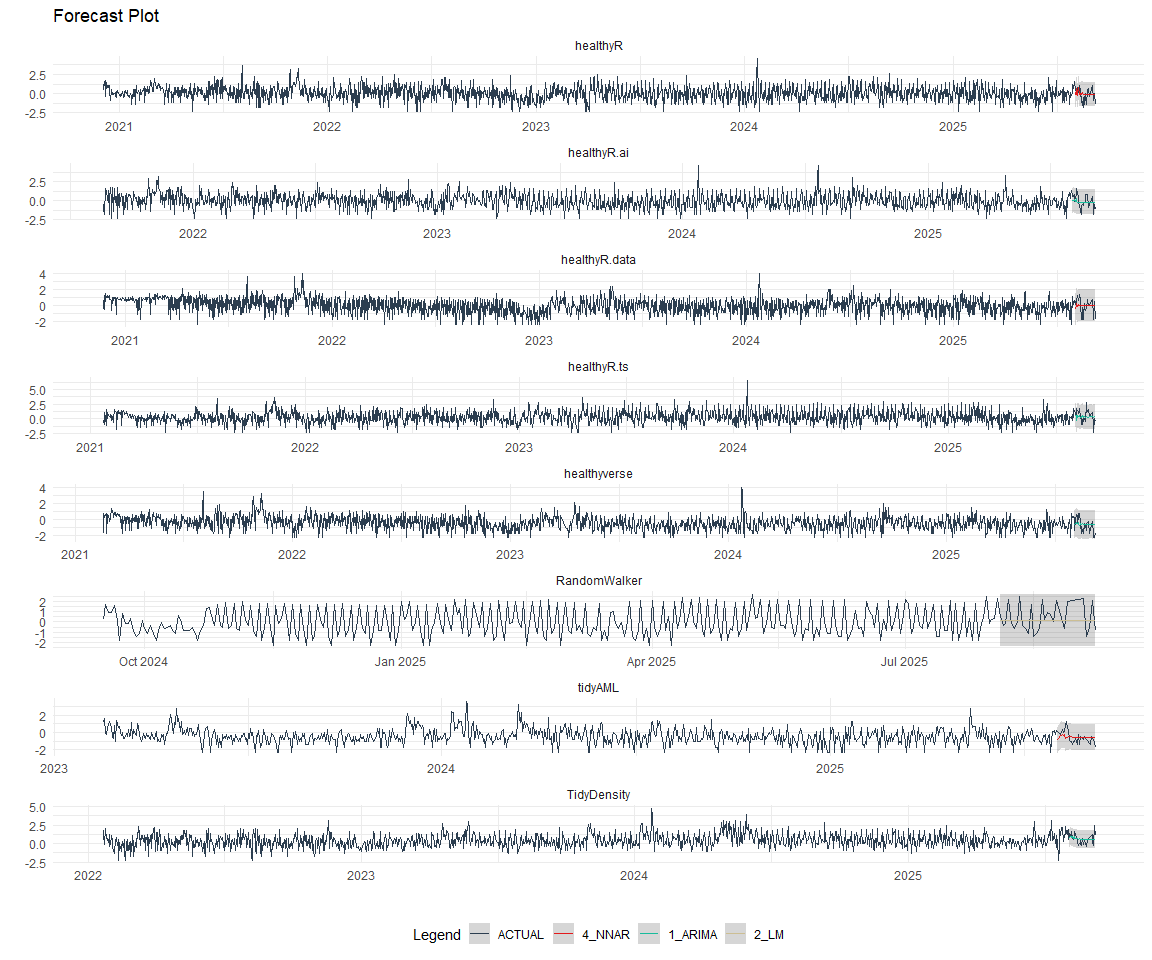 Forecast Plot
healthyR
2.5
0.0
-2.5
2021 2022 2023 2024 2025
healthyR.ai
2.5
0.0
-2.5
2022 2023 2024 2025
healthyR.data
4
2
0
-2
2021 2022 2023 2024 2025
healthyR.ts
5.0
2.5
0.0
-2.5
2021 2022 2023 2024 2025
healthyverse
4
2
0
-2
2021 2022 2023 2024 2025
RandomWalker
2
1
0
-1
-2
Oct 2024 Jan 2025 Apr 2025 Jul 2025
tidyAML
2
0
-2
2023 2024 2025
TidyDensity
5.0
2.5
0.0
-2.5
2022 2023 2024 2025
Legend ACTUAL 4_NNAR 1_ARIMA 2_LM